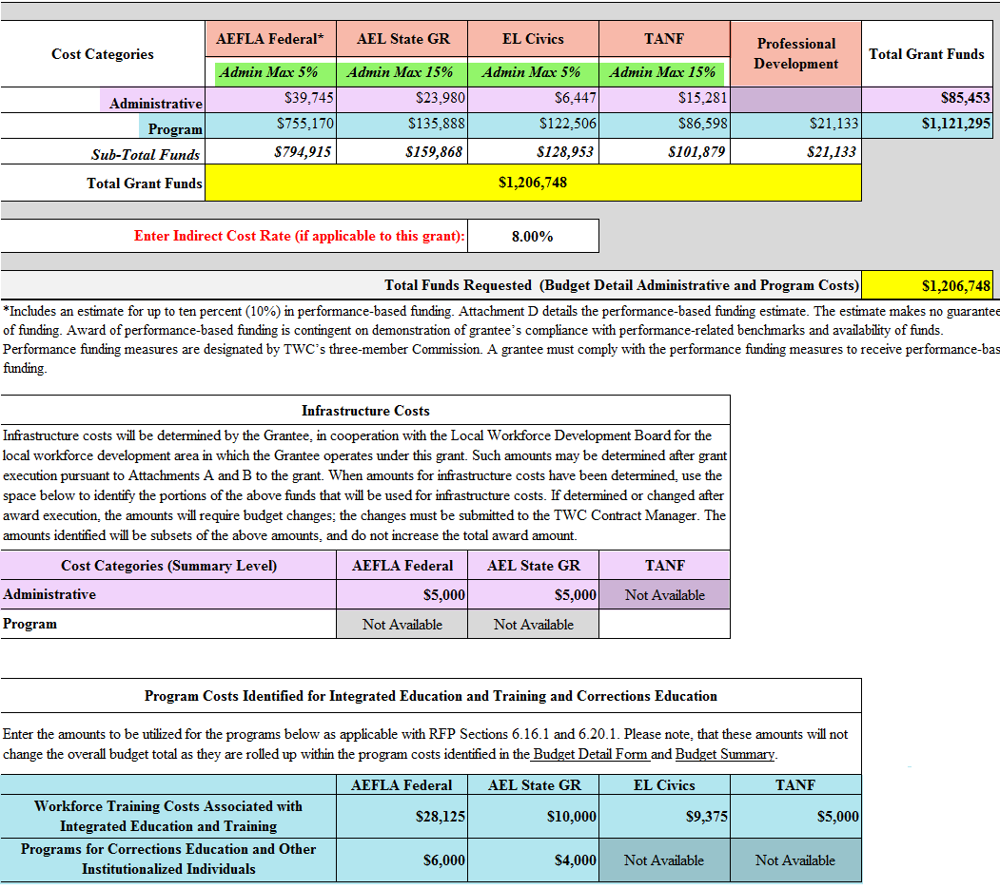 Cost Categories AEFLA Federal* AEL State GR EL Civics TANF Professional Development Total Grant Funds
Admin Max 5% Admin Max 15% Admin Max 5% Admin Max 15%
Administrative $39,745 $23,980 $6,447 $15,281 $85,453
Program $755,170 $135,888 $122,506 $86,598 $21,133 $1,121,295
Sub-Total Funds $794,915 $159,868 $128,953 $101,879 $21,133
Total Grant Funds $1,206,748
Enter Indirect Cost Rate (if applicable to this grant): 8.00%
Total Funds Requested (Budget Detail Administrative and Program Costs) $1,206,748
*Includes an estimate for up to ten percent (10%) in performance-based funding. Attachment D details the performance-based funding estimate. The estimate makes no guarantee
of funding. Award of performance-based funding is contingent on demonstration of grantee's compliance with performance-related benchmarks and availability of funds.
Performance funding measures are designated by TWC's three-member Commission. A grantee must comply with the performance funding measures to receive performance-bas
funding.
Infrastructure Costs
Infrastructure costs will be determined by the Grantee, in cooperation with the Local Workforce Development Board for the
local workforce development area in which the Grantee operates under this grant. Such amounts may be determined after grant
execution pursuant to Attachments A and B to the grant. When amounts for infrastructure costs have been determined, use the
space below to identify the portions of the above funds that will be used for infrastructure costs. If determined or changed after
award execution, the amounts will require budget changes; the changes must be submitted to the TWC Contract Manager. The
amounts identified will be subsets of the above amounts, and do not increase the total award amount.
Cost Categories (Summary Level) AEFLA Federal AEL State GR TANF
Administrative $5,000 $5,000 Not Available
Program Not Available Not Available
Program Costs Identified for Integrated Education and Training and Corrections Education
Enter the amounts to be utilized for the programs below as applicable with RFP Sections 6.16.1 and 6.20.1. Please note, that these amounts will not
change the overall budget total as they are rolled up within the program costs identified in the Budget Detail Form and Budget Summary.
AEFLA Federal AEL State GR EL Civics TANF
Workforce Training Costs Associated with
Integrated Education and Training $28,125 $10,000 $9,375 $5,000
Programs for Corrections Education and Other
Institutionalized Individuals $6,000 $4,000 Not Available Not Available